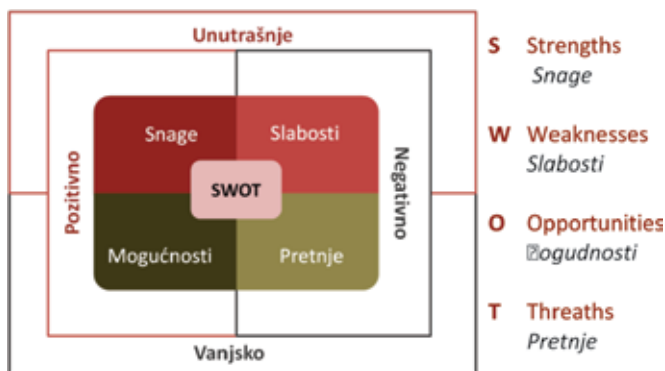 Unutrašnje
Pozitivno
Snage
Slabosti
SWOT
Mogućnosti
Pretnje
Negativno
Vanjsko
S Strengths
Snage
W Weaknesses
Slabosti
O Opportunities
�ogudnosti
T Threaths
Pretnje